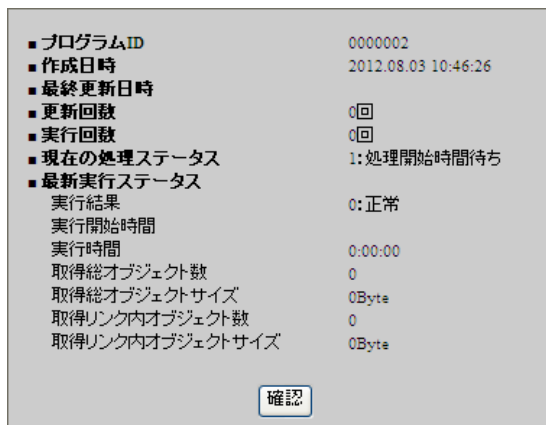 ■プログラムID 0000002
■作成日時 2012.08.03 10:46:26
■最終更新日時
■更新回数 0回
■実行回数 0回
■現在の処理ステータス 1:処理開始時間待ち
■最新実行ステータス
実行結果 0:正常
実行開始時間
実行時間 0:00:00
取得総オブジェクト数 0
取得総オブジェクトサイズ 0Byte
取得リンク内オブジェクト数 0
取得リンク内オブジェクトサイズ 0Byte
確認